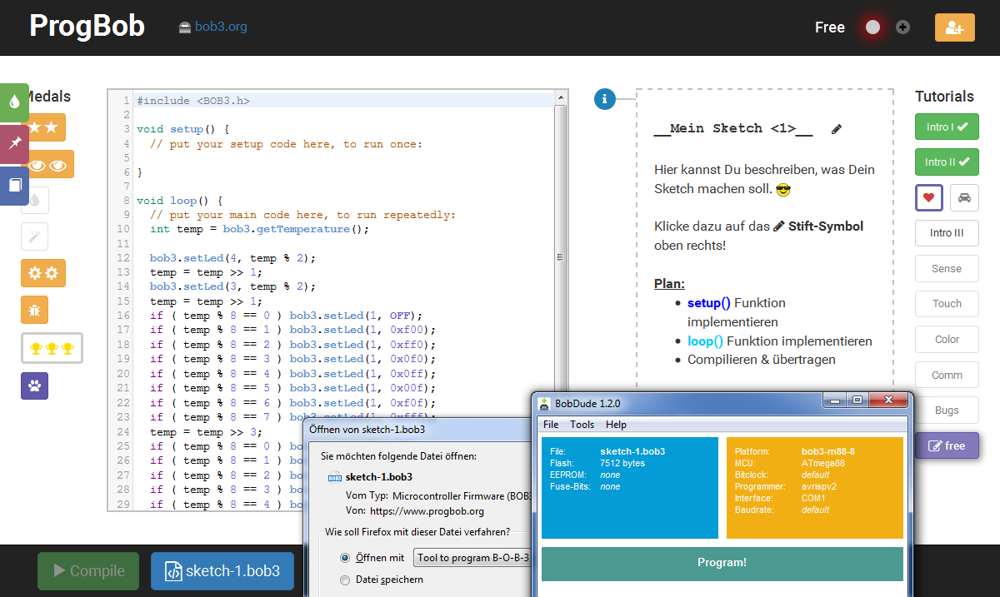 ProgBob
bob3.org
Free
Medals
1 #include <BOB3.h>
2
3 void setup() {
4 // put your setup code here, to run once:
5
6 }
7
8 void loop() {
9 // put your main code here, to run repeatedly:
10 int temp = bob3.getTemperature();
11
12 bob3.setLed(4, temp % 2);
13 temp = temp >> 1;
14 bob3.setLed(3, temp % 2);
15 temp = temp >> 1;
16 if ( temp % 8 == 0 ) bob3.setLed(1, OFF);
17 if ( temp % 8 == 1 ) bob3.setLed(1, 0xf00);
18 if ( temp % 8 == 2 ) bob3.setLed(1, 0xff0);
19 if ( temp % 8 == 3 ) bob3.setLed(1, 0x0f0);
20 if ( temp % 8 == 4 ) bob3.setLed(1, 0x0ff);
21 if ( temp % 8 == 5 ) bob3.setLed(1, 0x00f);
22 if ( temp % 8 == 6 ) bob3.setLed(1, 0xf0f);
23 if ( temp % 8 == 7 ) bob3.setLed(1, 0xfff);
24 temp = temp >> 3;
25 if ( temp % 8 == 0 ) bo
26 if ( temp % 8 == 1 ) bo
27 if ( temp % 8 == 2 ) bo
28 if ( temp % 8 == 3 ) bo
29 if ( temp % 8 == 4 ) bo
__Mein Sketch <1>__
Hier kannst Du beschreiben, was Dein
Sketch machen soll.
Klicke dazu auf das Stift-Symbol
oben rechts!
Plan:
setup() Funktion
implementieren
loop() Funktion implementieren
Compilieren & übertragen
Tutorials
Intro I
Intro II
Intro III
Sense
Touch
Color
Comm
Bugs
free
Öffnen von sketch-1.bob3
Sie möchten folgende Datei öffnen:
BOB3
sketch-1.bob3
Vom Typ: Microcontroller Firmware (BOB3
Von: https://www.progbob.org
Wie soll Firefox mit dieser Datei verfahren?
Öffnen mit Tool to program B-O-B-3
Datei speichern
BobDude 1.2.0
File Tools Help
File: sketch-1.bob3
Flash: 7512 bytes
EEPROM: none
Fuse-Bits: none
Platform: bob3-m88-8
MCU: ATmega88
Bitclock: default
Programmer: avrispv2
Interface: COM1
Baudrate: default
Program!
Compile
sketch-1.bob3